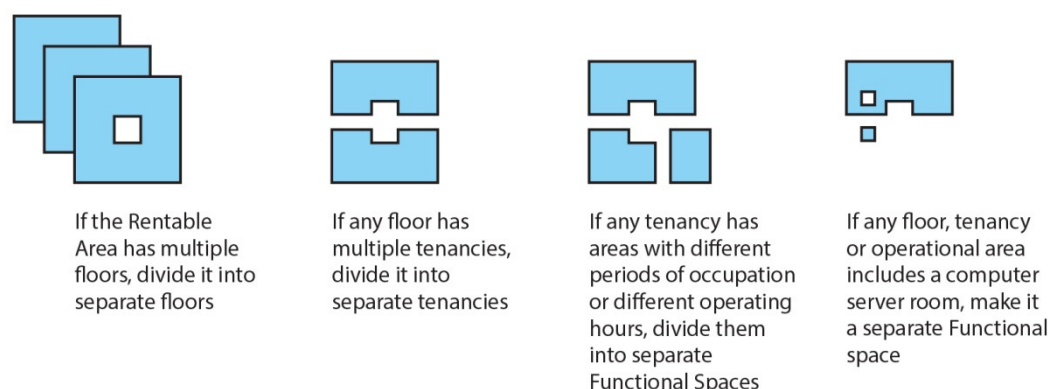 If the Rentable
Area has multiple
floors, divide it into
separate floors
If any floor has
multiple tenancies,
divide it into
separate tenancies
If any tenancy has
areas with different
periods of occupation
or different operating
hours, divide them
into separate
Functional Spaces
If any floor, tenancy
or operational area
includes a computer
server room, make it
a separate Functional
space